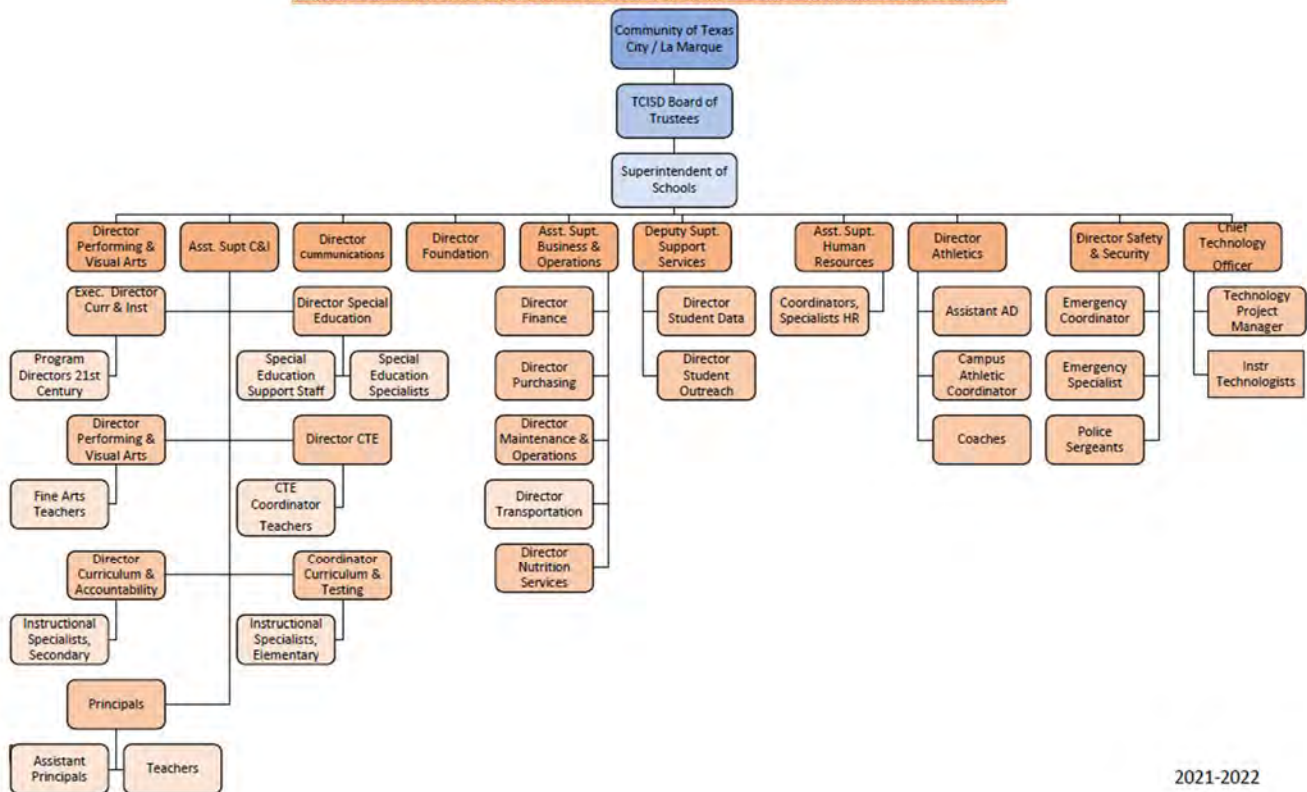 Community of Texas
City / La Marque
TCISD Board of
Trustees
Superintendent of
Schools
Director
Performing &
Visual Arts
Asst. Supt C&I
Director
Communications
Director
Foundation
Asst. Supt.
Business &
Operations
Deputy Supt.
Support
Services
Asst. Supt.
Human
Resources
Director
Athletics
Director Safety
& Security
Chief
Technology
Officer
Exec. Director
Curr & Inst
Director Special
Education
Director
Finance
Director
Student Data
Coordinators,
Specialists HR
Assistant AD
Emergency
Coordinator
Technology
Project
Manager
Program
Directors 21st
Century
Special
Education
Support Staff
Special
Education
Specialists
Director
Purchasing
Director
Student
Outreach
Campus
Athletic
Coordinator
Emergency
Specialist
Instr
Technologists
Director
Performing &
Visual Arts
Director CTE
Director
Maintenance &
Operations
Coaches
Police
Sergeants
Fine Arts
Teachers
CTE
Coordinator
Teachers
Director
Transportation
Director
Curriculum &
Accountability
Coordinator
Curriculum &
Testing
Director
Nutrition
Services
Instructional
Specialists,
Secondary
Instructional
Specialists,
Elementary
Principals
Assistant
Principals
Teachers
2021-2022